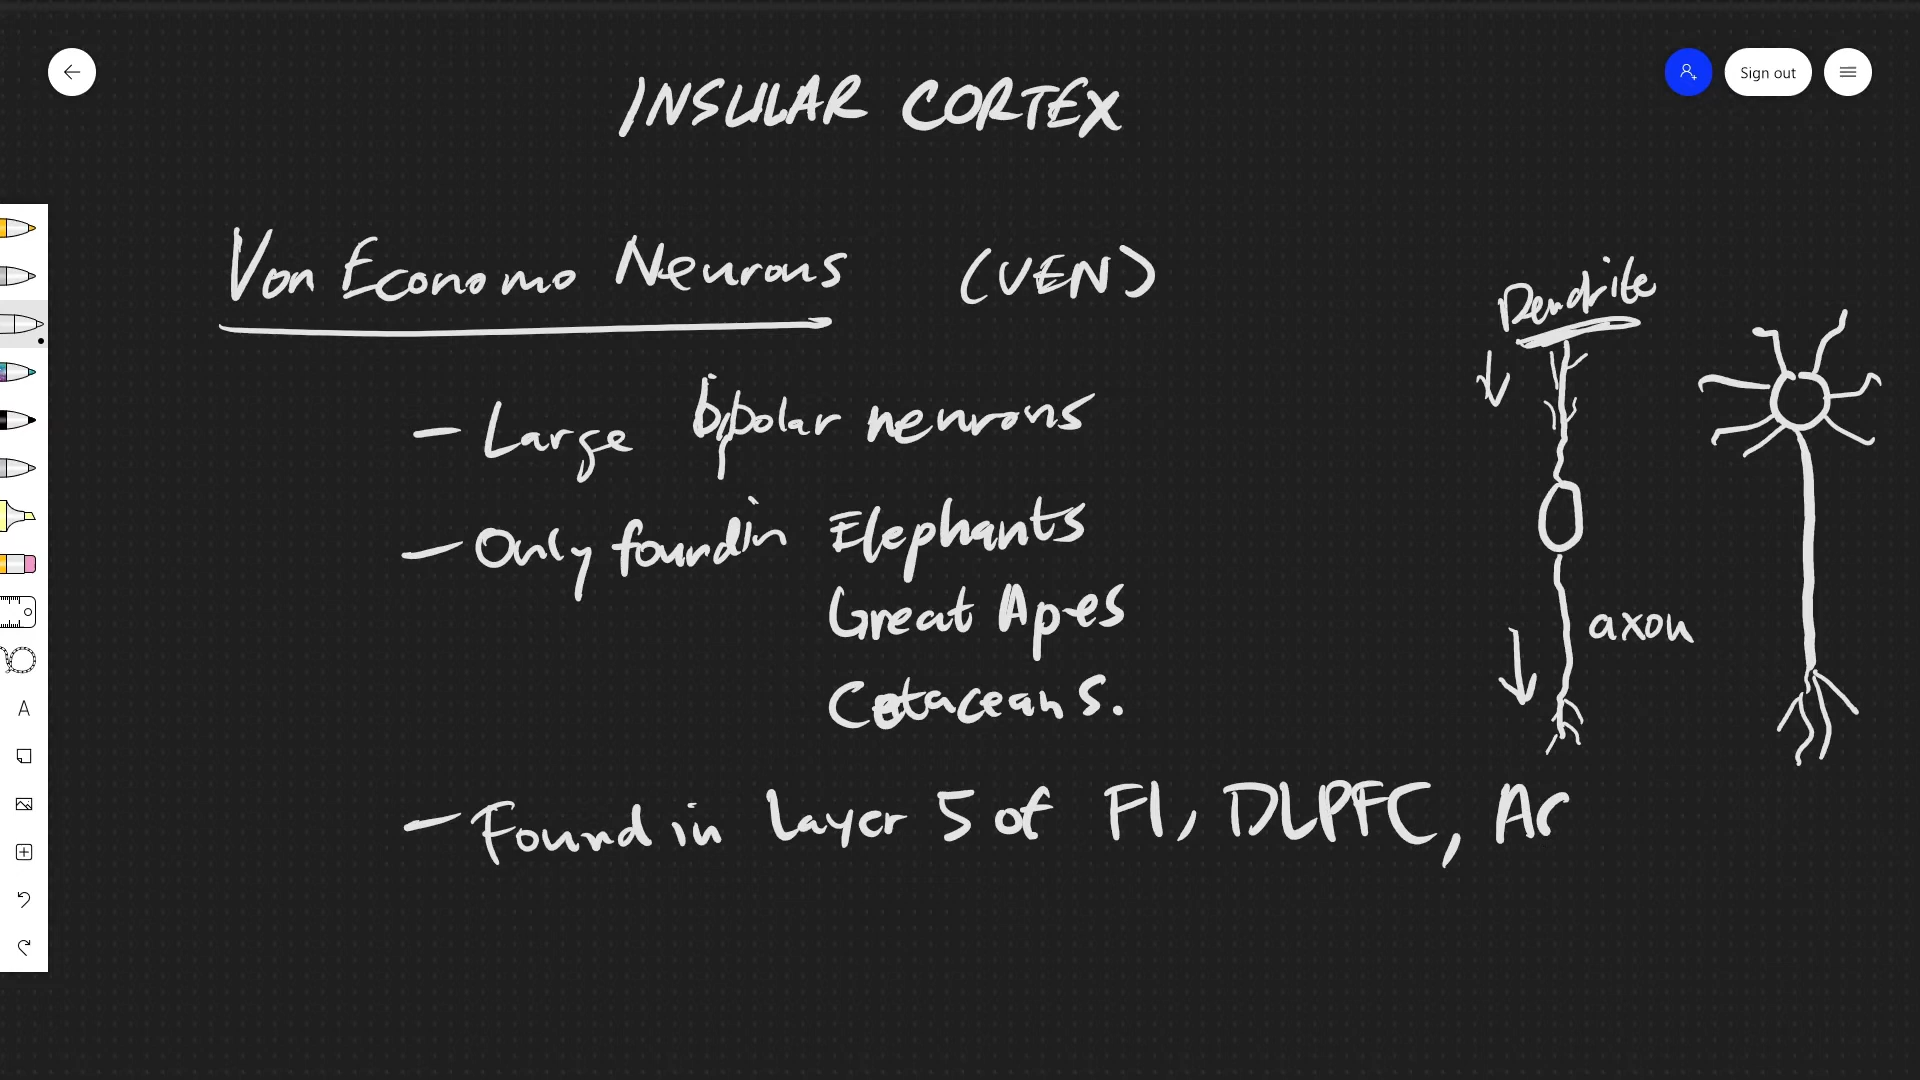 INSULAR CORTEX
Sign out
Von Economo Neurons (VEN)
Dendrite
- Large bipolar neurons
- Only found in Elephants
Great Apes
axon
Cetaceans.
- Found in Layer 5 of FI, DLPFC, AC